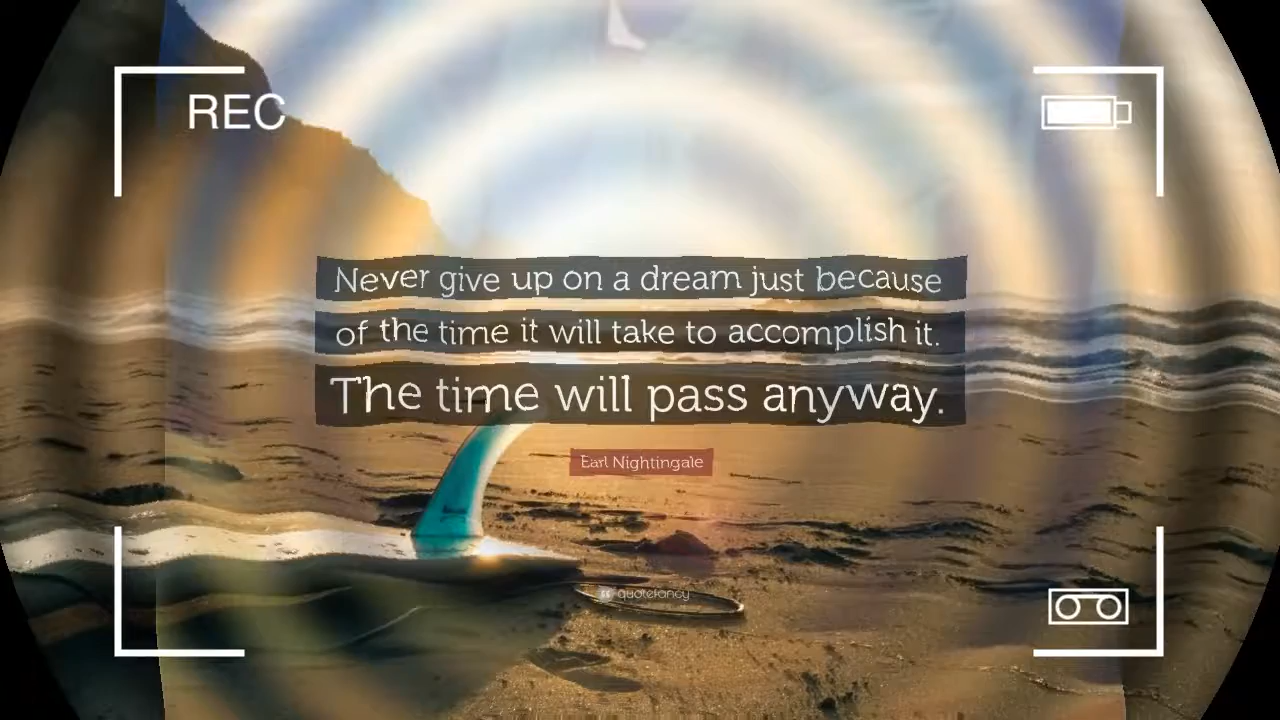 REC
Never give up on a dream just because
of the time it will take to accomplish it.
The time will pass anyway.
Earl Nightingale
quotefancy